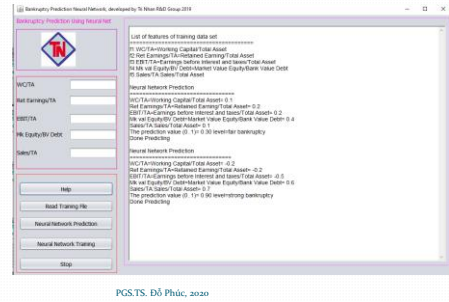 Bankruptcy Prediction Neural Network, developed by TN Nhan R&D Group 2019
Bankruptcy Prediction Using Neural Net
TN
WC/TA
Ret Earnings/TA
EBIT/TA
Mk Equity/BV Debt
Sales/TA
Help
Read Training File
Neural Network Prediction
Neural Network Training
Stop
List of features of training data set
==============================
f1 WC/TA=Working Capital/Total Asset
f2 Ret Earnings/TA=Retained Earning/Total Asset
f3 EBIT/TA=Earnings before interest and taxes/Total Asset
f4 Mk val Equity/BV Debt=Market Value Equity/Bank Value Debt
f5 Sales/TA Sales/Total Asset
Neural Network Prediction
==============================
WC/TA=Working Capital/Total Asset= 0.1
Ret Earnings/TA=Retained Earning/Total Asset= 0.2
EBIT/TA=Earnings before interest and taxes/Total Asset= 0.2
Mk val Equity/BV Debt=Market Value Equity/Bank Value Debt= 0.4
Sales/TA Sales/Total Asset= 0.1
The prediction value (0..1)= 0.30 level=fair bankruptcy
Done Predicting
Neural Network Prediction
==============================
WC/TA=Working Capital/Total Asset= -0.2
Ret Earnings/TA=Retained Earning/Total Asset= -0.2
EBIT/TA=Earnings before interest and taxes/Total Asset= -0.5
Mk val Equity/BV Debt=Market Value Equity/Bank Value Debt= 0.6
Sales/TA Sales/Total Asset= 0.7
The prediction value (0..1)= 0.90 level=strong bankruptcy
Done Predicting
PGS.TS. Đỗ Phúc, 2020